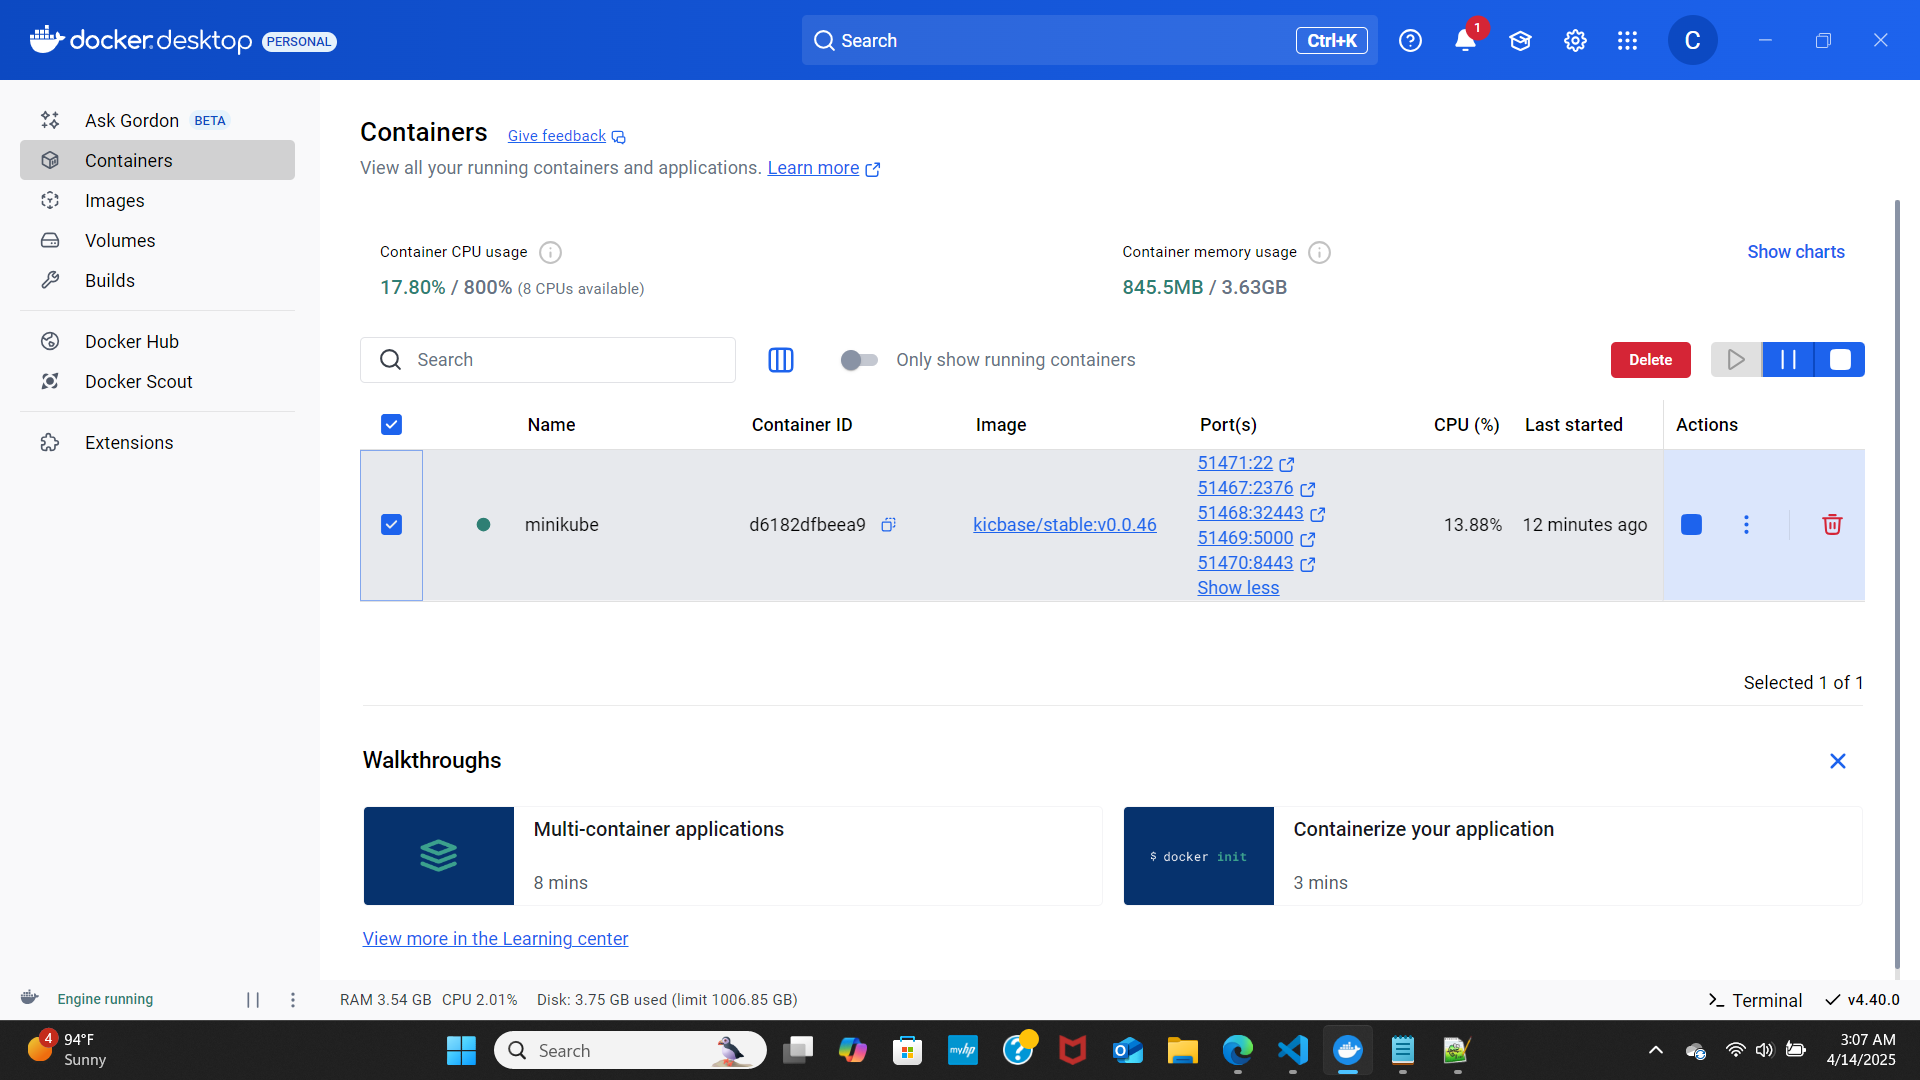 docker.desktop PERSONAL
Search
Ctrl+K
1
C
Ask Gordon BETA
Containers
Images
Volumes
Builds
Docker Hub
Docker Scout
Extensions
Containers Give feedback
View all your running containers and applications. Learn more
Container CPU usage
17.80% / 800% (8 CPUs available)
Container memory usage
845.5MB / 3.63GB
Show charts
Search
Only show running containers
Delete
Name Container ID Image Port(s) CPU (%) Last started Actions
minikube d6182dfbeea9 kicbase/stable:v0.0.46
51471:22
51467:2376
51468:32443
51469:5000
51470:8443
Show less
13.88% 12 minutes ago
Selected 1 of 1
Walkthroughs
Multi-container applications
8 mins
$ docker init
Containerize your application
3 mins
View more in the Learning center
Engine running
RAM 3.54 GB CPU 2.01% Disk: 3.75 GB used (limit 1006.85 GB)
Terminal
v4.40.0
4
94°F
Sunny
Search
myhp
3:07 AM
4/14/2025